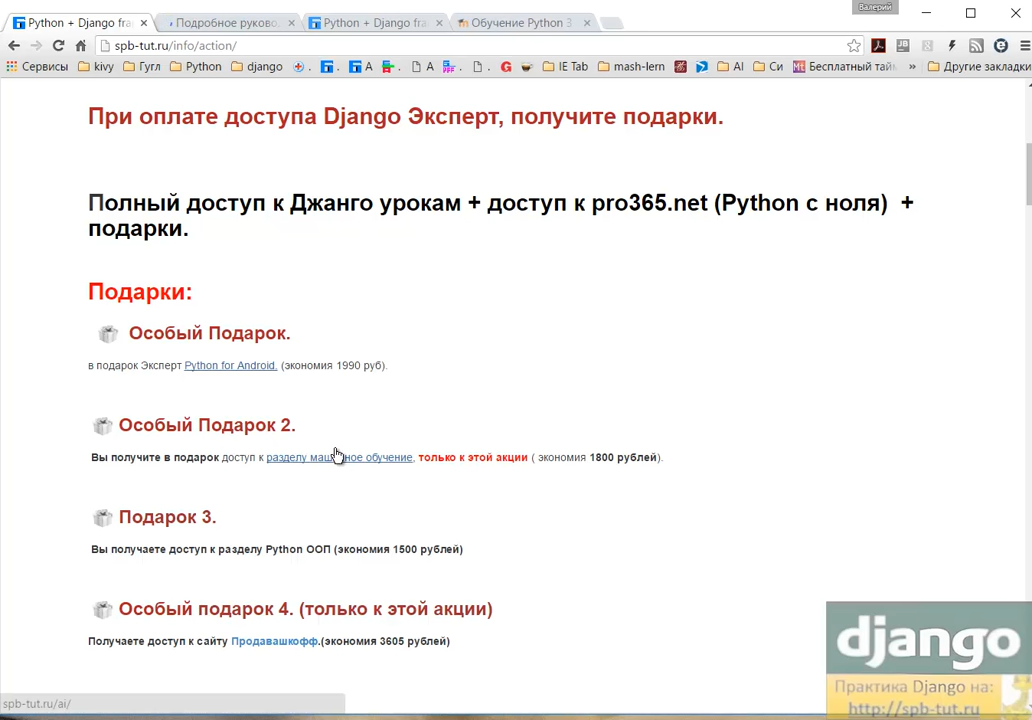 Валерий
Python + Django fra
Подробное руково
Python + Django fra
Обучение Python 3
spb-tut.ru/info/action/
Сервисы kivy Гугл Python django . . A . A . IE Tab mash-lern AI Си Бесплатный тай » Другие закладки
При оплате доступа Django Эксперт, получите подарки.
Полный доступ к Джанго урокам + доступ к pro365.net (Python с ноля) +
подарки.
Подарки:
Особый Подарок.
в подарок Эксперт Python for Android. (экономия 1990 руб).
Особый Подарок 2.
Вы получите в подарок доступ к разделу машинное обучение, только к этой акции ( экономия 1800 рублей).
Подарок 3.
Вы получаете доступ к разделу Python ООП (экономия 1500 рублей)
Особый подарок 4. (только к этой акции)
Получаете доступ к сайту Продавашкофф.(экономия 3605 рублей)
django
Практика Django на:
http://spb-tut.ru
spb-tut.ru/ai/